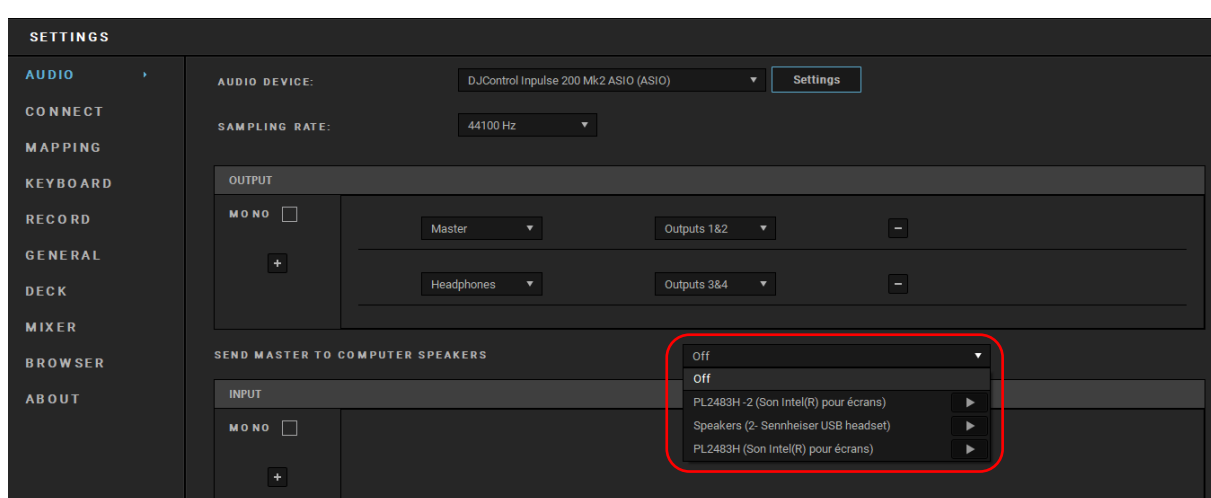 SETTINGS
AUDIO
CONNECT
MAPPING
KEYBOARD
RECORD
GENERAL
DECK
MIXER
BROWSER
ABOUT
AUDIO DEVICE: DJControl Inpulse 200 Mk2 ASIO (ASIO) Settings
SAMPLING RATE: 44100 Hz
OUTPUT
MONO
Master Outputs 1&2 −
+
Headphones Outputs 3&4 −
SEND MASTER TO COMPUTER SPEAKERS Off
Off
PL2483H -2 (Son Intel(R) pour écrans)
Speakers (2- Sennheiser USB headset)
PL2483H (Son Intel(R) pour écrans)
INPUT
MONO
+